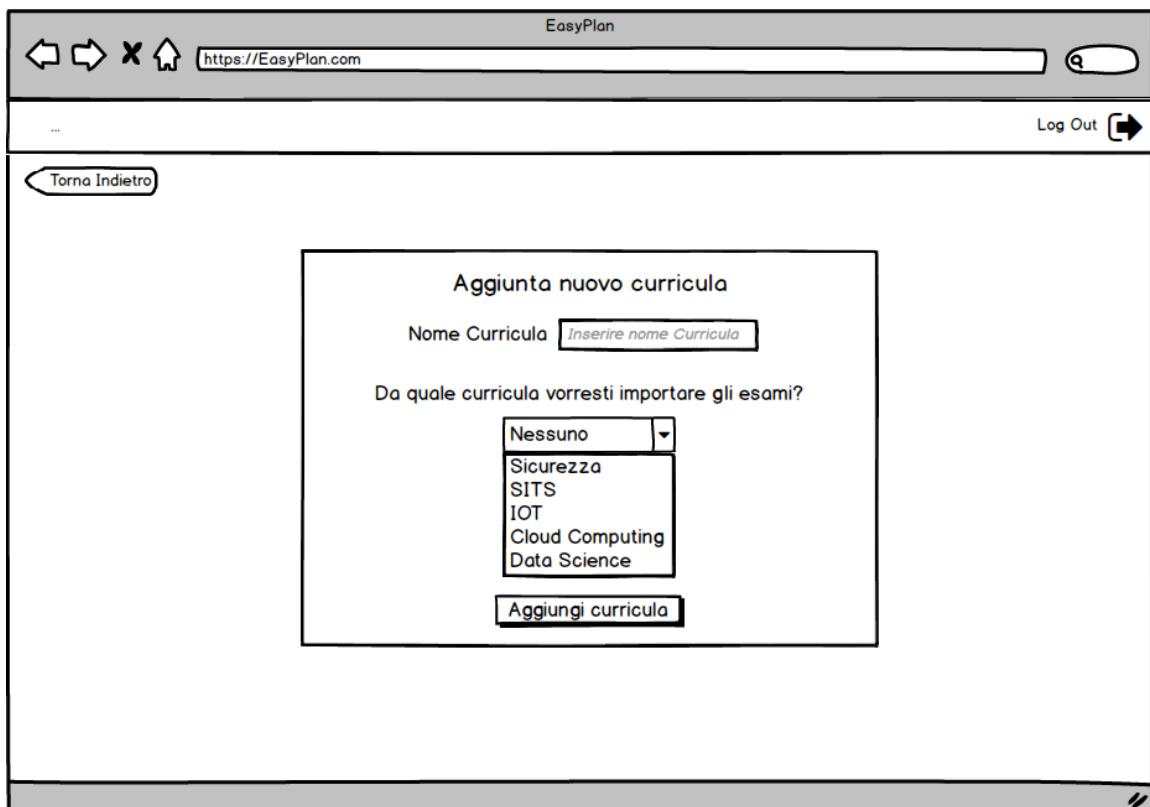 EasyPlan
https://EasyPlan.com
...
Log Out
Torna Indietro
Aggiunta nuovo curricula
Nome Curricula Inserire nome Curricula
Da quale curricula vorresti importare gli esami?
Nessuno
Sicurezza
SITS
IOT
Cloud Computing
Data Science
Aggiungi curricula